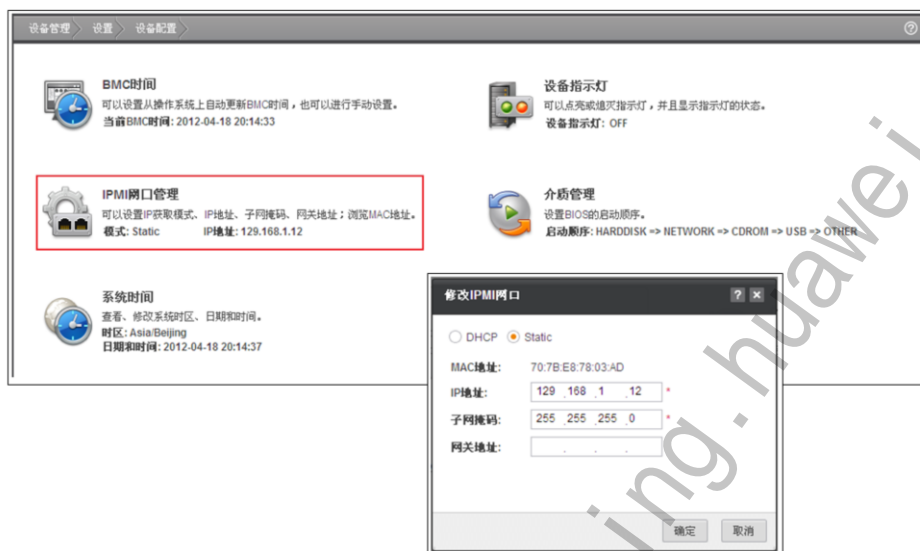 设备管理 设置 设备配置
BMC时间
可以设置从操作系统上自动更新BMC时间，也可以进行手动设置。
当前BMC时间: 2012-04-18 20:14:33
设备指示灯
可以点亮或熄灭指示灯，并且显示指示灯的状态。
设备指示灯: OFF
IPMI网口管理
可以设置IP获取模式、IP地址、子网掩码、网关地址；浏览MAC地址。
模式: Static IP地址: 129.168.1.12
介质管理
设置BIOS的启动顺序。
启动顺序: HARDDISK => NETWORK => CDROM => USB => OTHER
系统时间
查看、修改系统时区、日期和时间。
时区: Asia/Beijing
日期和时间: 2012-04-18 20:14:37
修改IPMI网口
DHCP Static
MAC地址: 70:7B:E8:78:03:AD
IP地址: 129 .168 .1 .12 *
子网掩码: 255 .255 .255 .0 *
网关地址: . . .
确定 取消
ing.huawei